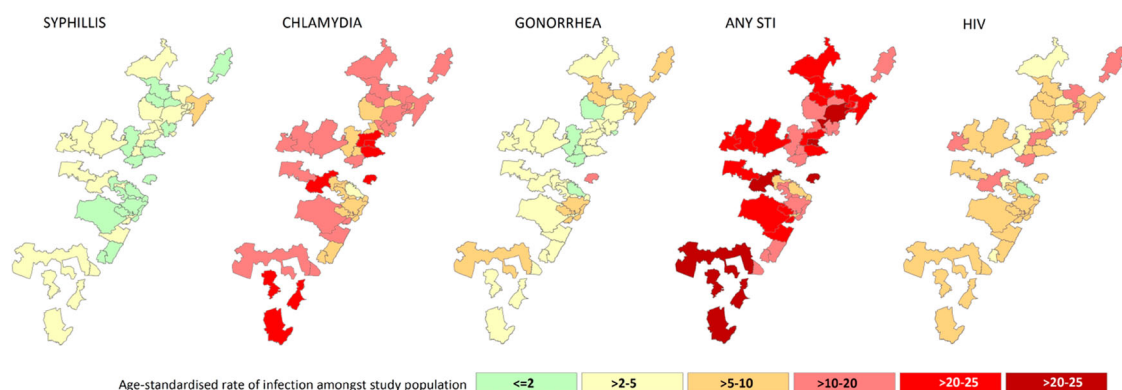 SYPHILLIS CHLAMYDIA GONORRHEA ANY STI HIV
Age-standardised rate of infection amongst study population <=2 >2-5 >5-10 >10-20 >20-25 >20-25